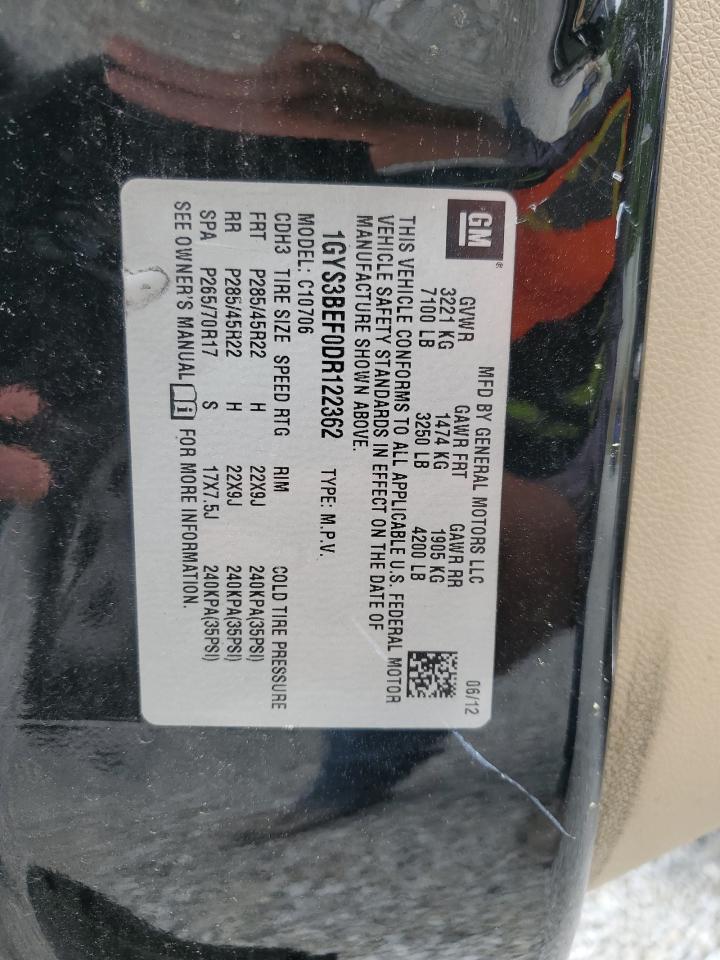 GM
MFD BY GENERAL MOTORS LLC 06/12
GVWR GAWR FRT GAWR RR
3221 KG 1474 KG 1905 KG
7100 LB 3250 LB 4200 LB
THIS VEHICLE CONFORMS TO ALL APPLICABLE U.S. FEDERAL MOTOR
VEHICLE SAFETY STANDARDS IN EFFECT ON THE DATE OF
MANUFACTURE SHOWN ABOVE.
1GYS3BEF0DR122362 TYPE: M.P.V.
MODEL: C10706
CDH3 TIRE SIZE SPEED RTG RIM COLD TIRE PRESSURE
FRT P285/45R22 H 22X9J 240KPA(35PSI)
RR P285/45R22 H 22X9J 240KPA(35PSI)
SPA P265/70R17 S 17X7.5J 240KPA(35PSI)
SEE OWNER'S MANUAL i FOR MORE INFORMATION.